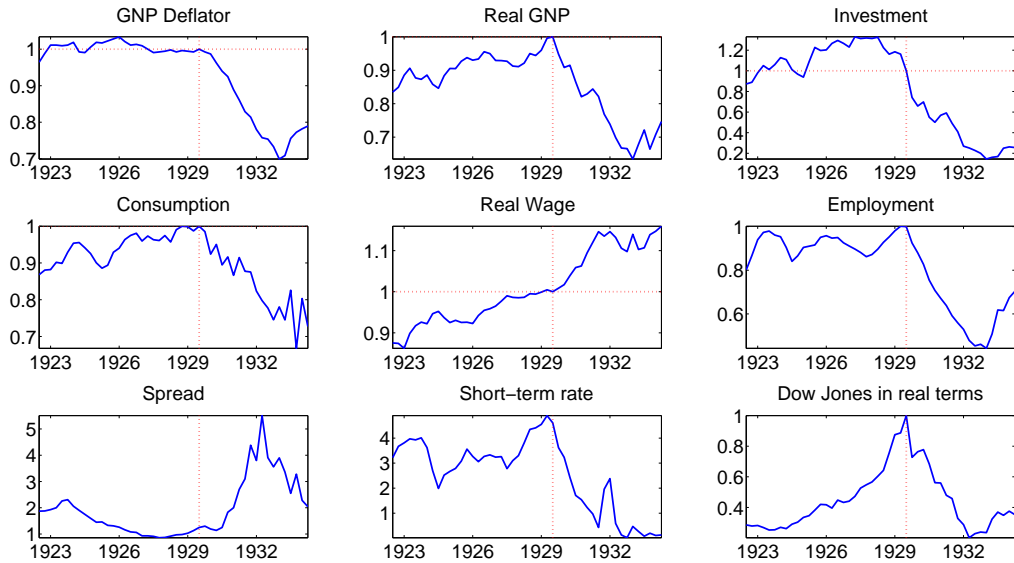 GNP Deflator
1
0.9
0.8
0.7
1923 1926 1929 1932
Real GNP
1
0.9
0.8
0.7
1923 1926 1929 1932
Investment
1.2
1
0.8
0.6
0.4
0.2
1923 1926 1929 1932
Consumption
1
0.9
0.8
0.7
1923 1926 1929 1932
Real Wage
1.1
1
0.9
1923 1926 1929 1932
Employment
1
0.8
0.6
1923 1926 1929 1932
Spread
5
4
3
2
1
1923 1926 1929 1932
Short−term rate
4
3
2
1
1923 1926 1929 1932
Dow Jones in real terms
1
0.8
0.6
0.4
1923 1926 1929 1932